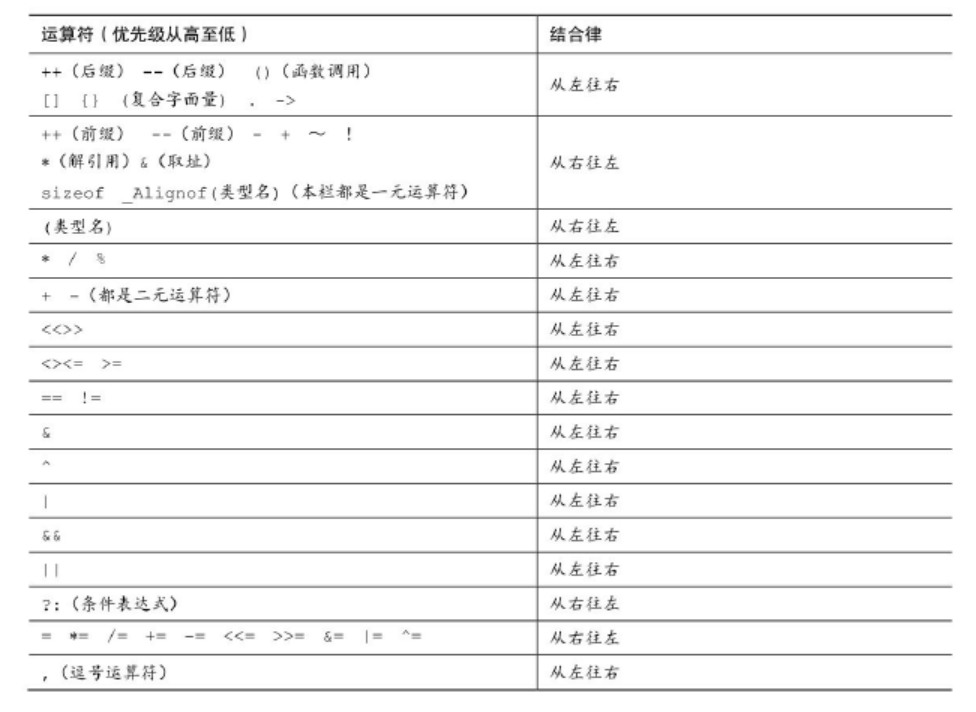 运算符（优先级从高至低） 结合律
++（后缀） --（后缀） ()（函数调用）
[] {} （复合字面量） . ->
从左往右
++（前缀） --（前缀） - + ～ !
*（解引用）&（取址）
sizeof _Alignof(类型名)（本栏都是一元运算符）
从右往左
(类型名) 从右往左
* / % 从左往右
+ -（都是二元运算符） 从左往右
<<>> 从左往右
<><= >= 从左往右
== != 从左往右
& 从左往右
^ 从左往右
| 从左往右
&& 从左往右
|| 从左往右
?:（条件表达式） 从右往左
= *= /= += -= <<= >>= &= |= ^= 从右往左
,（逗号运算符） 从左往右